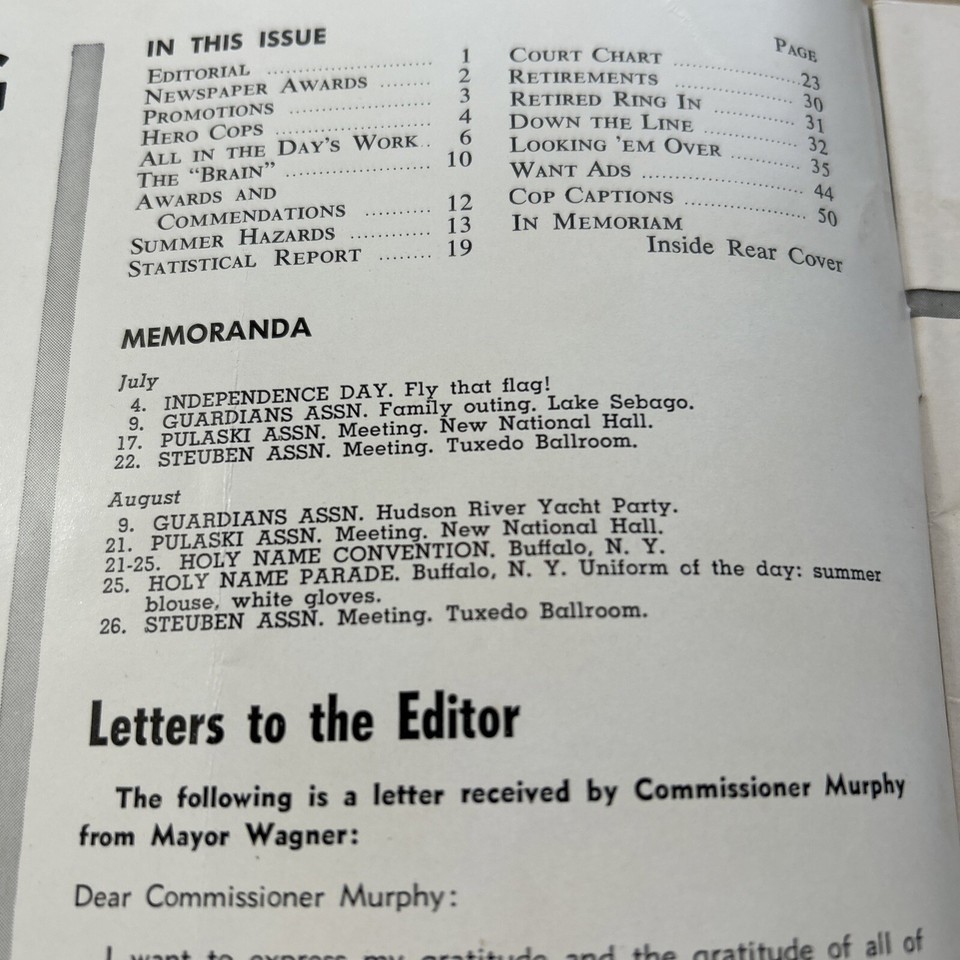 IN THIS ISSUE
EDITORIAL .......................... 1
NEWSPAPER AWARDS ........ 2
PROMOTIONS ...................... 3
HERO COPS ........................ 4
ALL IN THE DAY'S WORK.. 6
THE "BRAIN" ...................... 10
AWARDS AND
COMMENDATIONS .......... 12
SUMMER HAZARDS ............ 13
STATISTICAL REPORT ........ 19
PAGE
COURT CHART .................... 23
RETIREMENTS .................... 30
RETIRED RING IN ................ 31
DOWN THE LINE ................ 32
LOOKING 'EM OVER ............ 35
WANT ADS ........................ 44
COP CAPTIONS .................... 50
IN MEMORIAM
Inside Rear Cover
MEMORANDA
July
4. INDEPENDENCE DAY. Fly that flag!
9. GUARDIANS ASSN. Family outing. Lake Sebago.
17. PULASKI ASSN. Meeting. New National Hall.
22. STEUBEN ASSN. Meeting. Tuxedo Ballroom.
August
9. GUARDIANS ASSN. Hudson River Yacht Party.
21. PULASKI ASSN. Meeting. New National Hall.
21-25. HOLY NAME CONVENTION. Buffalo, N. Y.
25. HOLY NAME PARADE. Buffalo, N. Y. Uniform of the day: summer
blouse, white gloves.
26. STEUBEN ASSN. Meeting. Tuxedo Ballroom.
Letters to the Editor
The following is a letter received by Commissioner Murphy
from Mayor Wagner:
Dear Commissioner Murphy:
I want to express my gratitude and the gratitude of all of